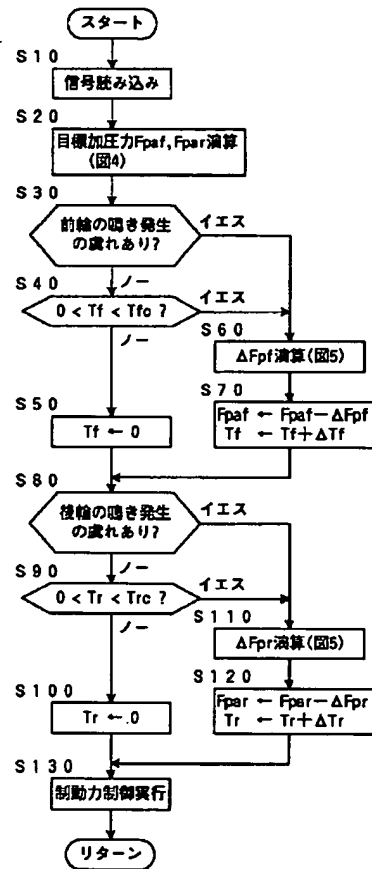 スタート
S10
信号読み込み
S20
目標加圧力Fpaf,Fpar演算
(図4)
S30
前輪の鳴き発生
の虞れあり?
イエス
ノー
S40
0 < Tf < Tfc ?
イエス
ノー
S60
ΔFpf演算(図5)
S70
Fpaf ← Fpaf−ΔFpf
Tf ← Tf+ΔTf
S50
Tf ← 0
S80
後輪の鳴き発生
の虞れあり?
イエス
ノー
S90
0 < Tr < Trc ?
イエス
ノー
S110
ΔFpr演算(図5)
S120
Fpar ← Fpar−ΔFpr
Tr ← Tr+ΔTr
S100
Tr ← 0
S130
制動力制御実行
リターン